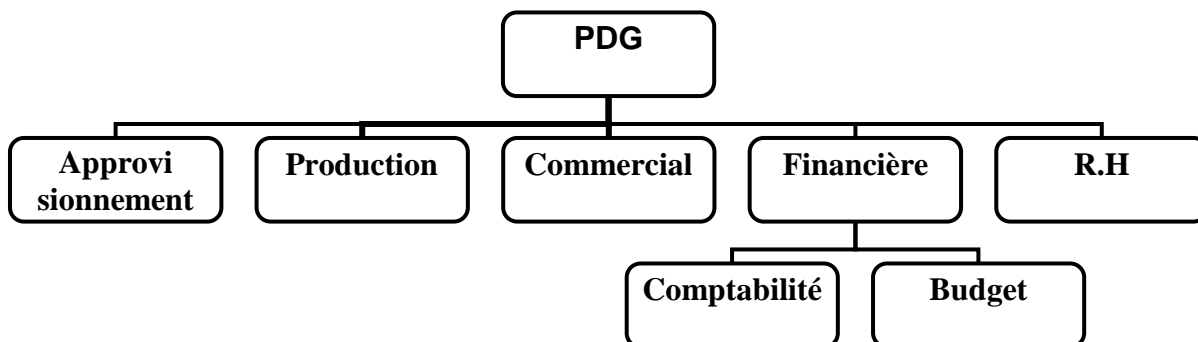 PDG
Approvi
sionnement
Production
Commercial
Financière
R.H
Comptabilité
Budget